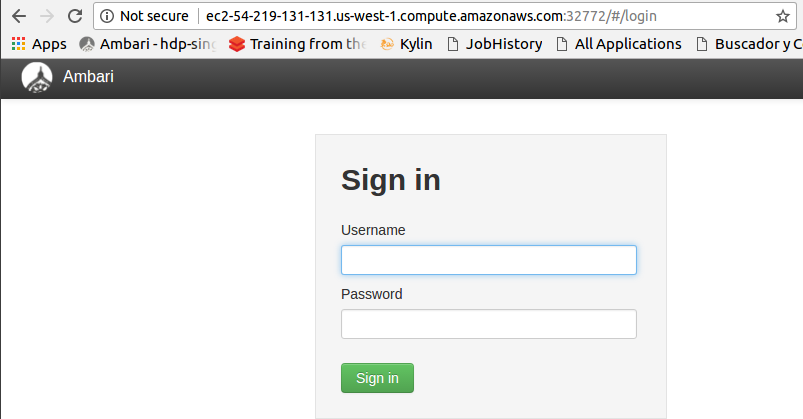 Not secure ec2-54-219-131-131.us-west-1.compute.amazonaws.com:32772/#/login
Apps Ambari - hdp-sing Training from the Kylin JobHistory All Applications Buscador y C
Ambari
Sign in
Username
Password
Sign in